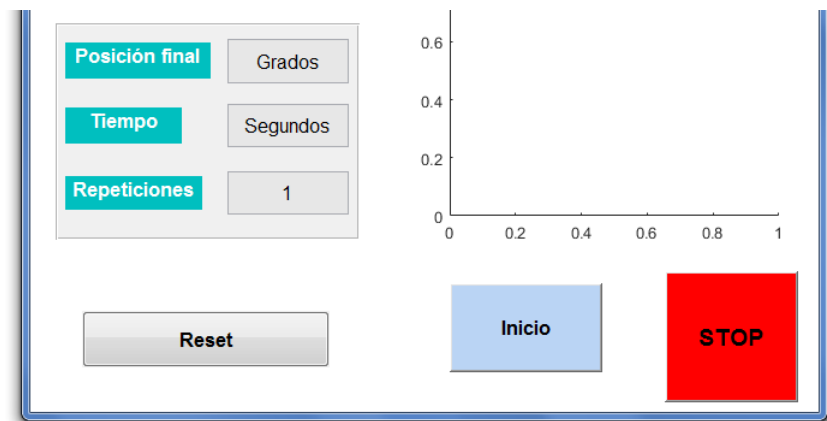 Posición final
Grados
Tiempo
Segundos
Repeticiones
1
0.6
0.4
0.2
0
0 0.2 0.4 0.6 0.8 1
Reset
Inicio
STOP